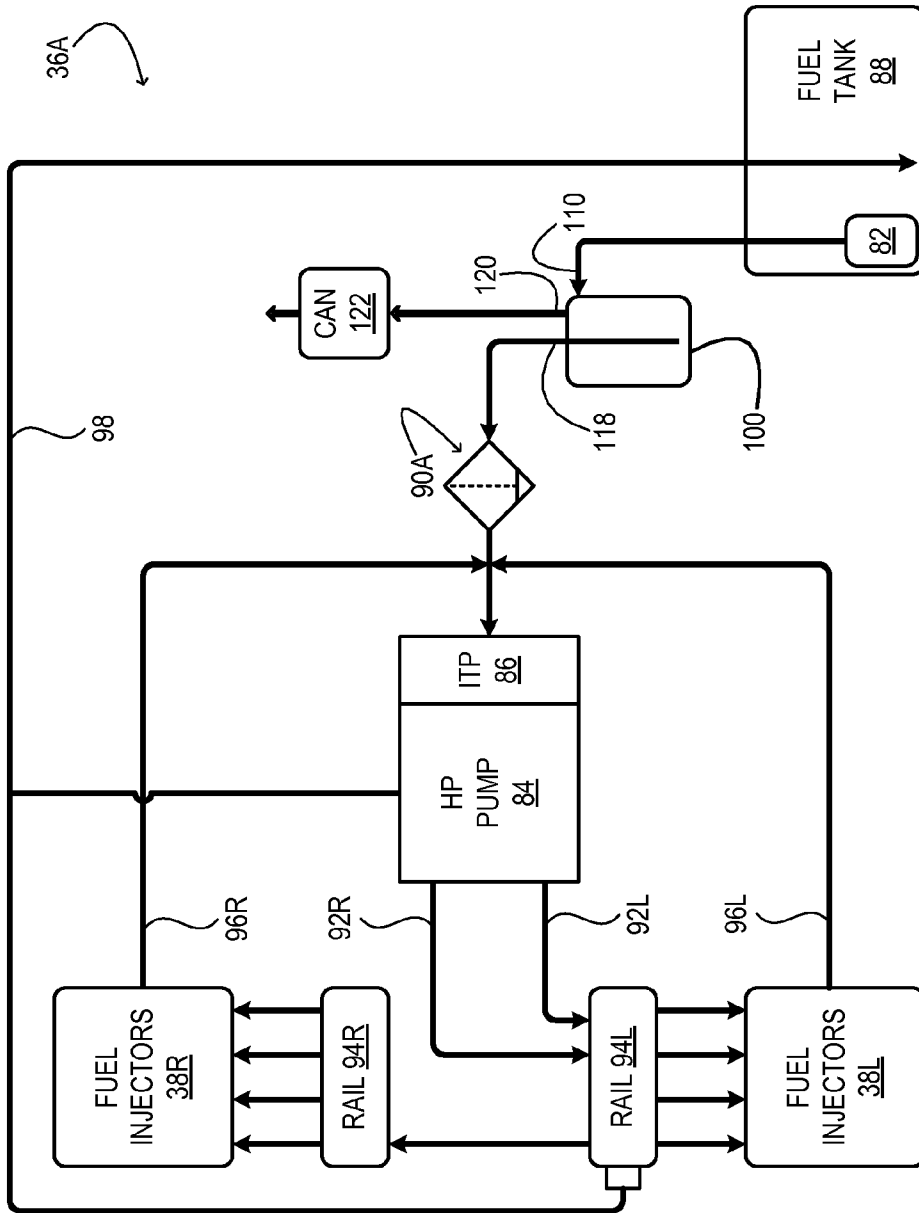 36A
FUEL
TANK
88
82
110
120
CAN
122
118
100
90A
98
ITP
86
HP
PUMP
84
96R
92R
92L
96L
FUEL
INJECTORS
38R
RAIL 94R
RAIL 94L
FUEL
INJECTORS
38L